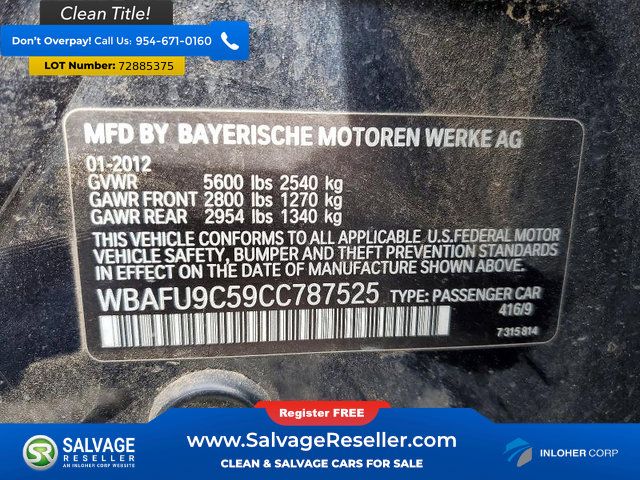 Clean Title!
Don't Overpay! Call Us: 954-671-0160
LOT Number: 72885375
MFD BY BAYERISCHE MOTOREN WERKE AG
01-2012
GVWR 5600 lbs 2540 kg
GAWR FRONT 2800 lbs 1270 kg
GAWR REAR 2954 lbs 1340 kg
THIS VEHICLE CONFORMS TO ALL APPLICABLE U.S.FEDERAL MOTOR
VEHICLE SAFETY, BUMPER AND THEFT PREVENTION STANDARDS
IN EFFECT ON THE DATE OF MANUFACTURE SHOWN ABOVE.
WBAFU9C59CC787525 TYPE: PASSENGER CAR
416/9
7 315 814
Register FREE
SR
SALVAGE
RESELLER
AN INLOHER CORP WEBSITE
www.SalvageReseller.com
CLEAN & SALVAGE CARS FOR SALE
INLOHER CORP